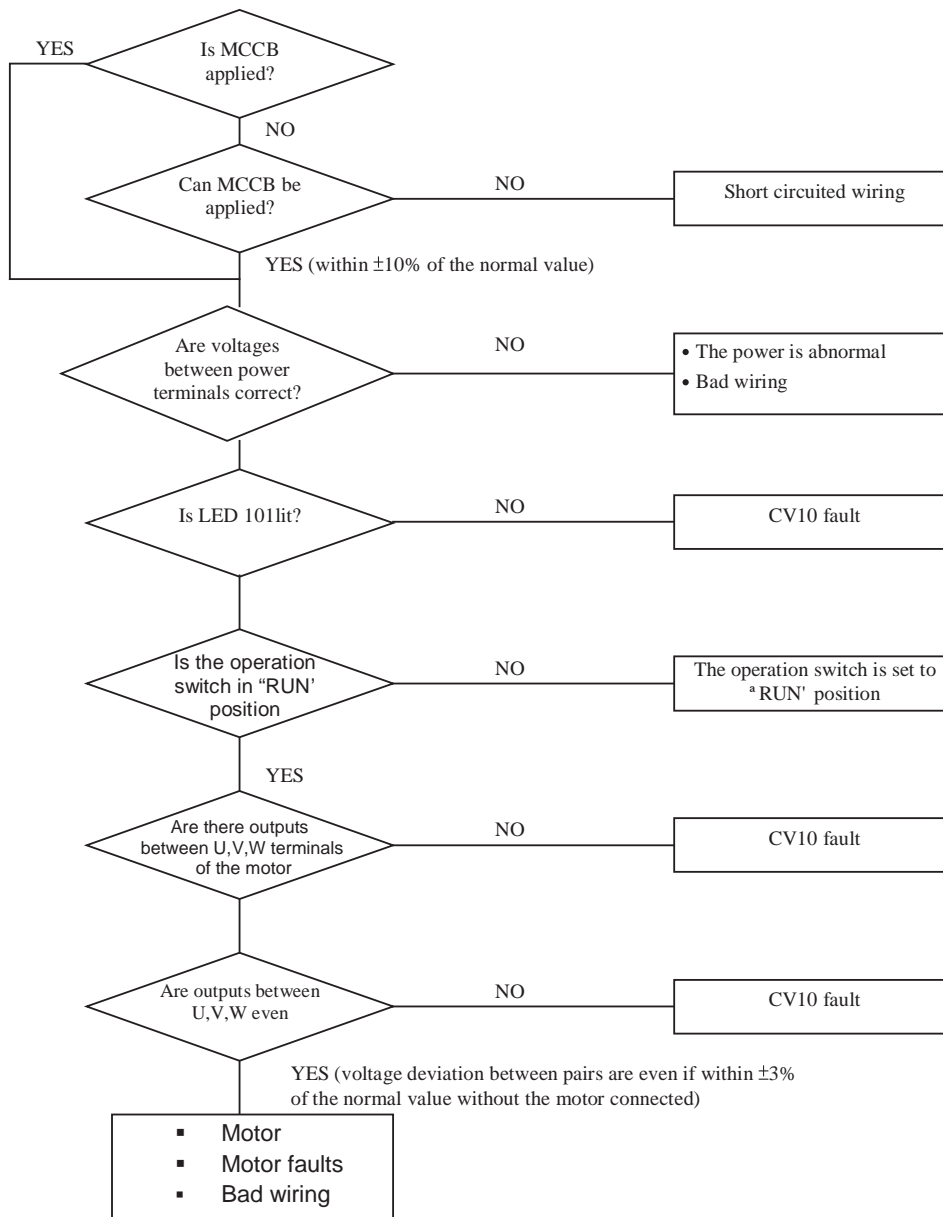 YES
Is MCCB
applied?
NO
Can MCCB be
applied?
NO
Short circuited wiring
YES (within ±10% of the normal value)
Are voltages
between power
terminals correct?
NO
• The power is abnormal
• Bad wiring
Is LED 101lit?
NO
CV10 fault
Is the operation
switch in “RUN’
position
NO
The operation switch is set to
ªRUN' position
YES
Are there outputs
between U,V,W terminals
of the motor
NO
CV10 fault
Are outputs between
U,V,W even
NO
CV10 fault
YES (voltage deviation between pairs are even if within ±3%
of the normal value without the motor connected)
▪ Motor
▪ Motor faults
▪ Bad wiring